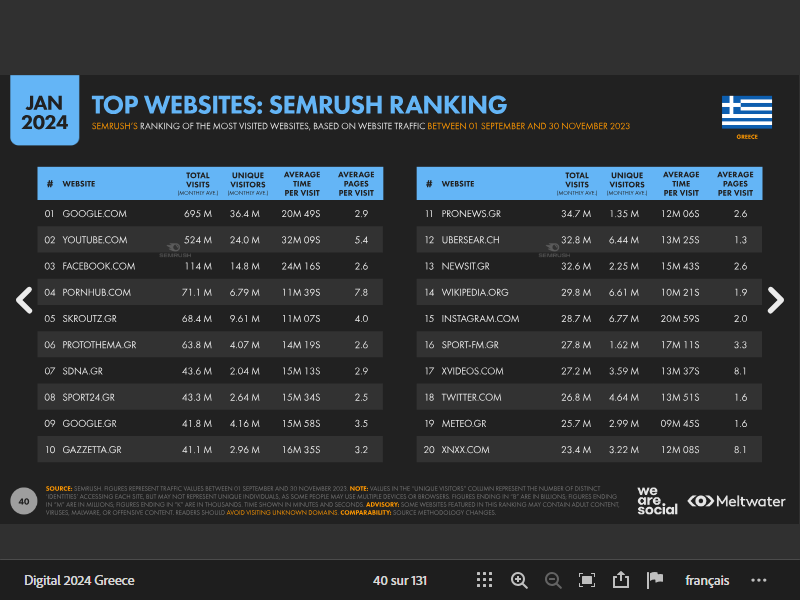 JAN
2024
TOP WEBSITES: SEMRUSH RANKING
SEMRUSH'S RANKING OF THE MOST VISITED WEBSITES, BASED ON WEBSITE TRAFFIC BETWEEN 01 SEPTEMBER AND 30 NOVEMBER 2023
GREECE
# WEBSITE TOTAL VISITS (MONTHLY AVE.) UNIQUE VISITORS (MONTHLY AVE.) AVERAGE TIME PER VISIT AVERAGE PAGES PER VISIT
01 GOOGLE.COM 695 M 36.4 M 20M 49S 2.9
02 YOUTUBE.COM 524 M 24.0 M 32M 09S 5.4
03 FACEBOOK.COM 114 M 14.8 M 24M 16S 2.6
04 PORNHUB.COM 71.1 M 6.79 M 11M 39S 7.8
05 SKROUTZ.GR 68.4 M 9.61 M 11M 07S 4.0
06 PROTOTHEMA.GR 63.8 M 4.07 M 14M 19S 2.6
07 SDNA.GR 43.6 M 2.04 M 15M 13S 2.9
08 SPORT24.GR 43.3 M 2.64 M 15M 34S 2.5
09 GOOGLE.GR 41.8 M 4.16 M 15M 58S 3.5
10 GAZZETTA.GR 41.1 M 2.96 M 16M 35S 3.2
SEMRUSH
# WEBSITE TOTAL VISITS (MONTHLY AVE.) UNIQUE VISITORS (MONTHLY AVE.) AVERAGE TIME PER VISIT AVERAGE PAGES PER VISIT
11 PRONEWS.GR 34.7 M 1.35 M 12M 06S 2.6
12 UBERSEAR.CH 32.8 M 6.44 M 13M 25S 1.3
13 NEWSIT.GR 32.6 M 2.25 M 15M 43S 2.6
14 WIKIPEDIA.ORG 29.8 M 6.61 M 10M 21S 1.9
15 INSTAGRAM.COM 28.7 M 6.77 M 20M 59S 2.0
16 SPORT-FM.GR 27.8 M 1.62 M 17M 11S 3.3
17 XVIDEOS.COM 27.2 M 3.59 M 13M 37S 8.1
18 TWITTER.COM 26.8 M 4.64 M 13M 51S 1.6
19 METEO.GR 25.7 M 2.99 M 09M 45S 1.6
20 XNXX.COM 23.4 M 3.22 M 12M 08S 8.1
SEMRUSH
40
SOURCE: SEMRUSH. FIGURES REPRESENT TRAFFIC VALUES BETWEEN 01 SEPTEMBER AND 30 NOVEMBER 2023. NOTE: VALUES IN THE "UNIQUE VISITORS" COLUMN REPRESENT THE NUMBER OF DISTINCT
'IDENTITIES' ACCESSING EACH SITE, BUT MAY NOT REPRESENT UNIQUE INDIVIDUALS, AS SOME PEOPLE MAY USE MULTIPLE DEVICES OR BROWSERS. FIGURES ENDING IN "B" ARE IN BILLIONS, FIGURES ENDING
IN "M" ARE IN MILLIONS, FIGURES ENDING IN "K" ARE IN THOUSANDS. TIME SHOWN IN MINUTES AND SECONDS. ADVISORY: SOME WEBSITES FEATURED IN THIS RANKING MAY CONTAIN ADULT CONTENT,
VIRUSES, MALWARE, OR OFFENSIVE CONTENT. READERS SHOULD AVOID VISITING UNKNOWN DOMAINS. COMPARABILITY: SOURCE METHODOLOGY CHANGES.
we
are.
social
Meltwater
Digital 2024 Greece
40 sur 131
français